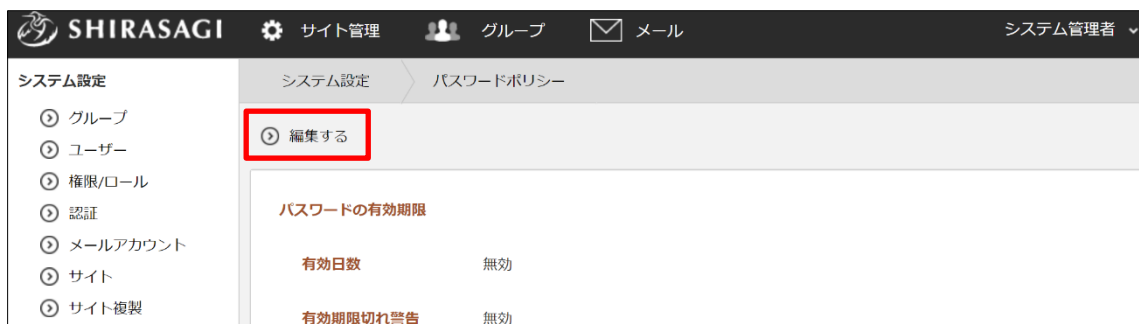 SHIRASAGI サイト管理 グループ メール システム管理者
システム設定
システム設定 パスワードポリシー
グループ
ユーザー
権限/ロール
認証
メールアカウント
サイト
サイト複製
編集する
パスワードの有効期限
有効日数 無効
有効期限切れ警告 無効